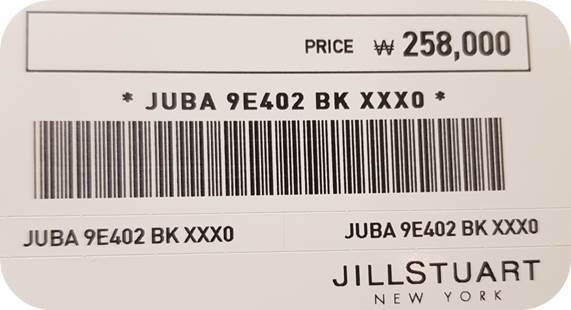 PRICE ₩ 258,000
* JUBA 9E402 BK XXX0 *
JUBA 9E402 BK XXX0 JUBA 9E402 BK XXX0
JILLSTUART
NEW YORK